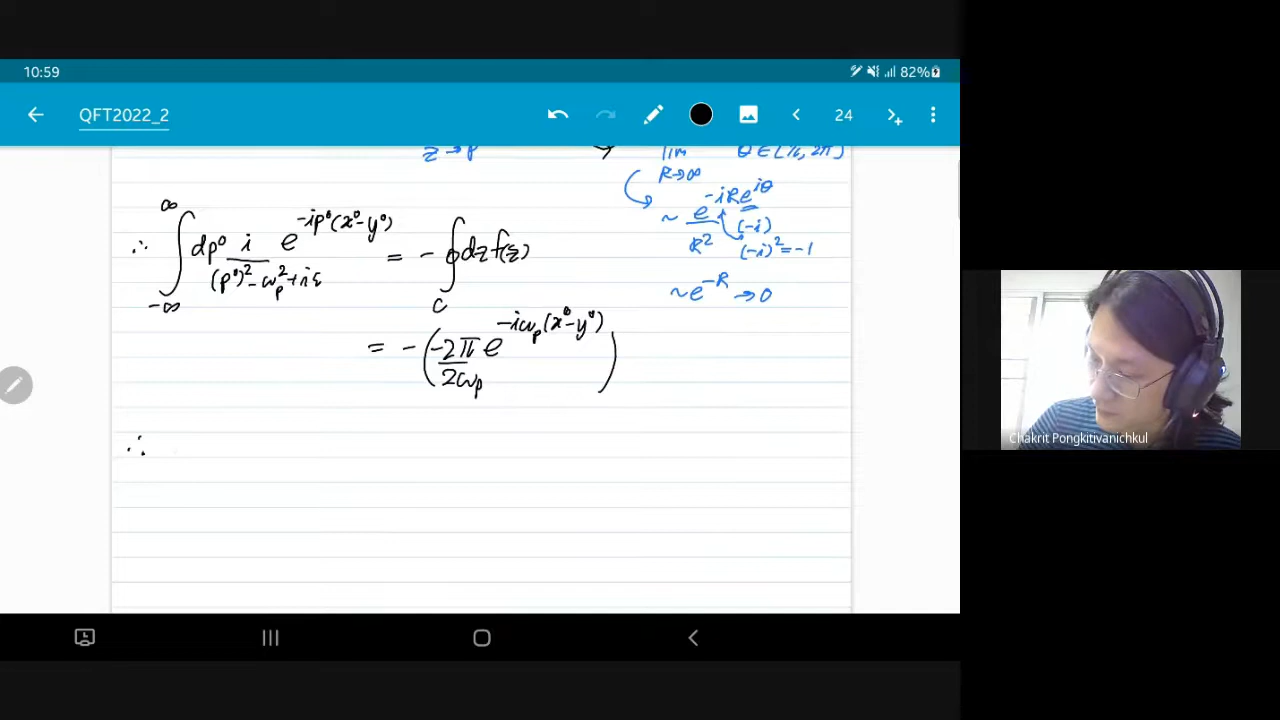 10:59
82%
QFT2022_2
24
z→p
lim θ∈[π, 2π]
R→∞
~ e^{-iRe^{iθ}} / R² (-i)
(-i)² = -1
~ e^{-R} → 0
∴ ∫_{-∞}^{∞} dp⁰ i / ((p⁰)² - ω_p² + iε) e^{-ip⁰(x⁰-y⁰)} = - ∮_C dz f(z)
= - ( -2π / 2ω_p e^{-iω_p(x⁰-y⁰)} )
∴
Chakrit Pongkitivanichkul